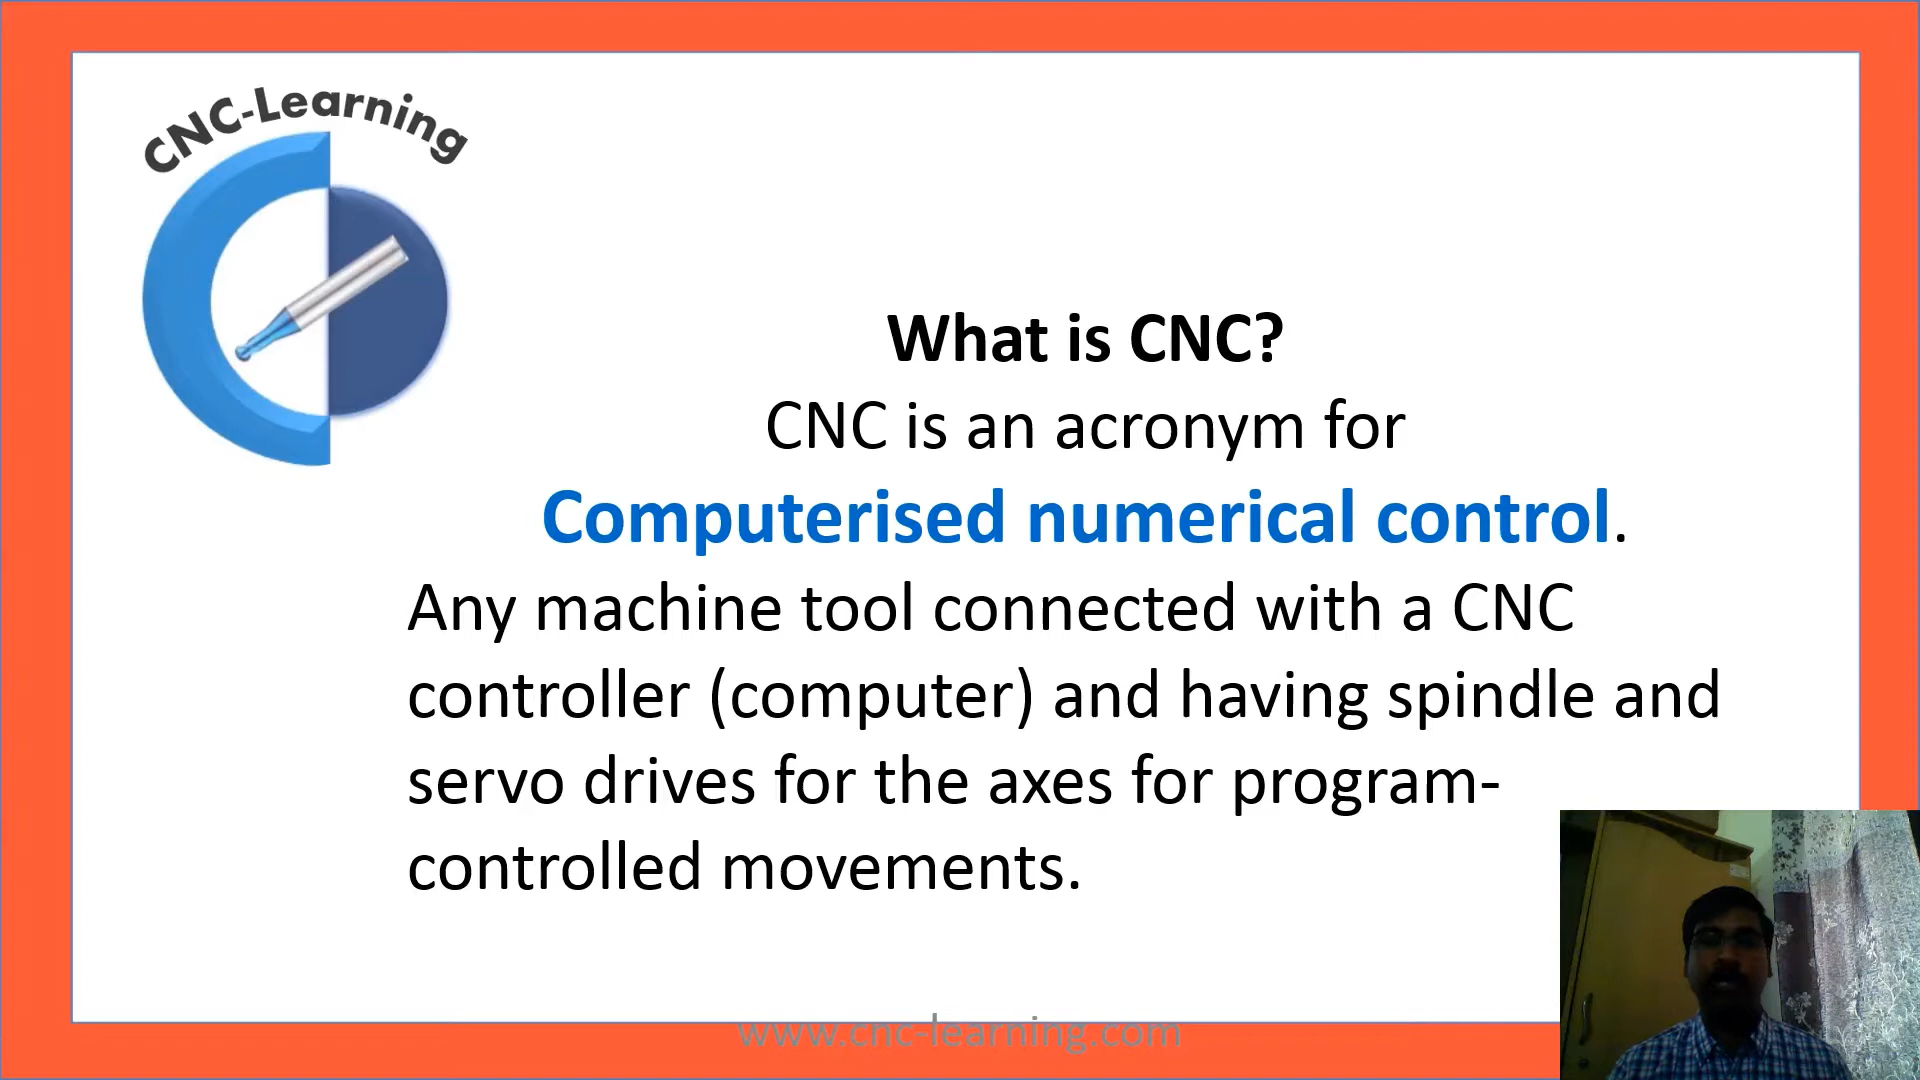 CNC-Learning
What is CNC?
CNC is an acronym for
Computerised numerical control.
Any machine tool connected with a CNC
controller (computer) and having spindle and
servo drives for the axes for program-
controlled movements.
www.cnc-learning.com